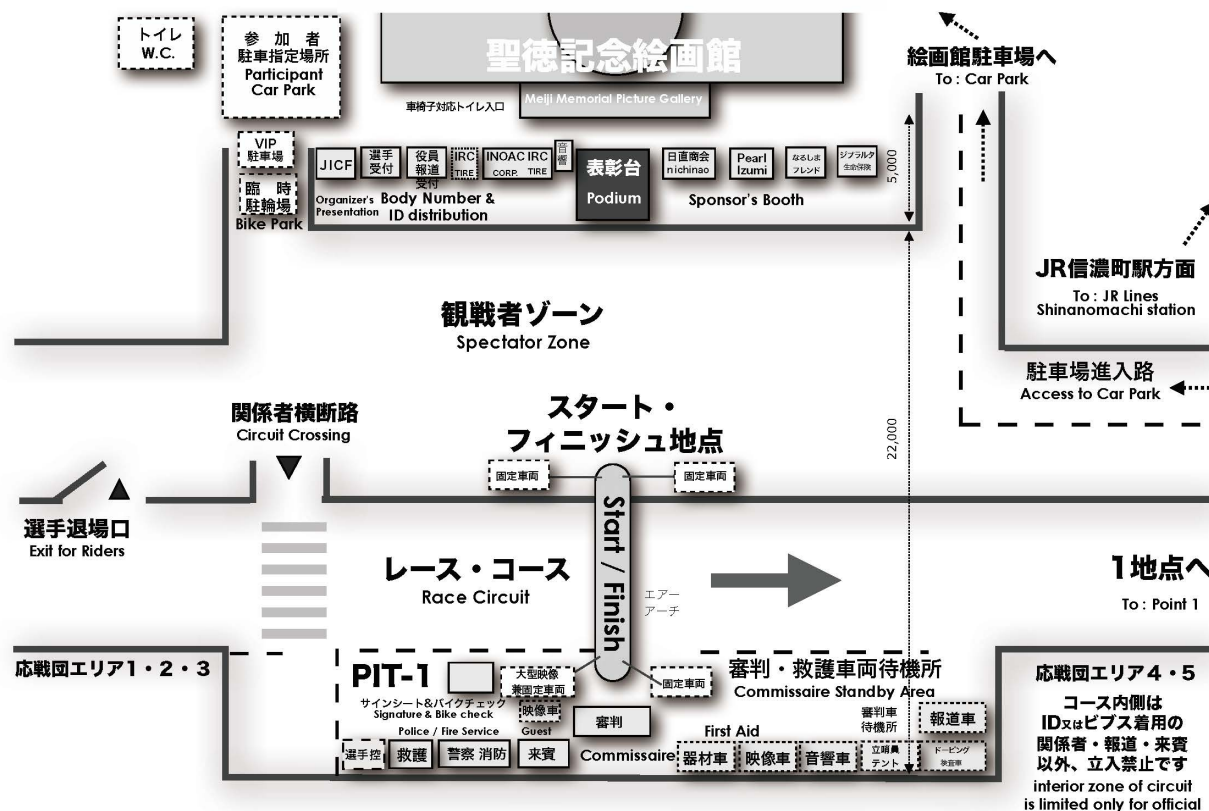 トイレ
W.C.
参加者
駐車指定場所
Participant
Car Park
聖徳記念絵画館
Meiji Memorial Picture Gallery
車椅子対応トイレ入口
絵画館駐車場へ
To : Car Park
VIP
駐車場
臨時
駐輪場
Bike Park
JICF
選手
受付
役員
報道
受付
IRC
TIRE
INOAC IRC
CORP. TIRE
音響
表彰台
Podium
日直商会
nichinao
Pearl
Izumi
なるしま
フレンド
ジブラルタ
生命保険
5,000
Organizer's
Presentation
Body Number &
ID distribution
Sponsor's Booth
JR信濃町駅方面
To : JR Lines
Shinanomachi station
観戦者ゾーン
Spectator Zone
駐車場進入路
Access to Car Park
22,000
関係者横断路
Circuit Crossing
スタート・
フィニッシュ地点
固定車両
固定車両
選手退場口
Exit for Riders
レース・コース
Race Circuit
Start / Finish
エアー
アーチ
1地点へ
To : Point 1
応戦団エリア1・2・3
PIT-1
サインシート&バイクチェック
Signature & Bike check
大型映像
兼固定車両
固定車両
審判・救護車両待機所
Commissaire Standby Area
応戦団エリア4・5
コース内側は
ID又はビブス着用の
関係者・報道・来賓
以外、立入禁止です
interior zone of circuit
is limited only for official
映像車
審判
審判車
待機所
報道車
Police / Fire Service
Guest
First Aid
選手控
救護
警察 消防
来賓
Commissaire
器材車
映像車
音響車
立哨員
テント
ドーピング
検査車